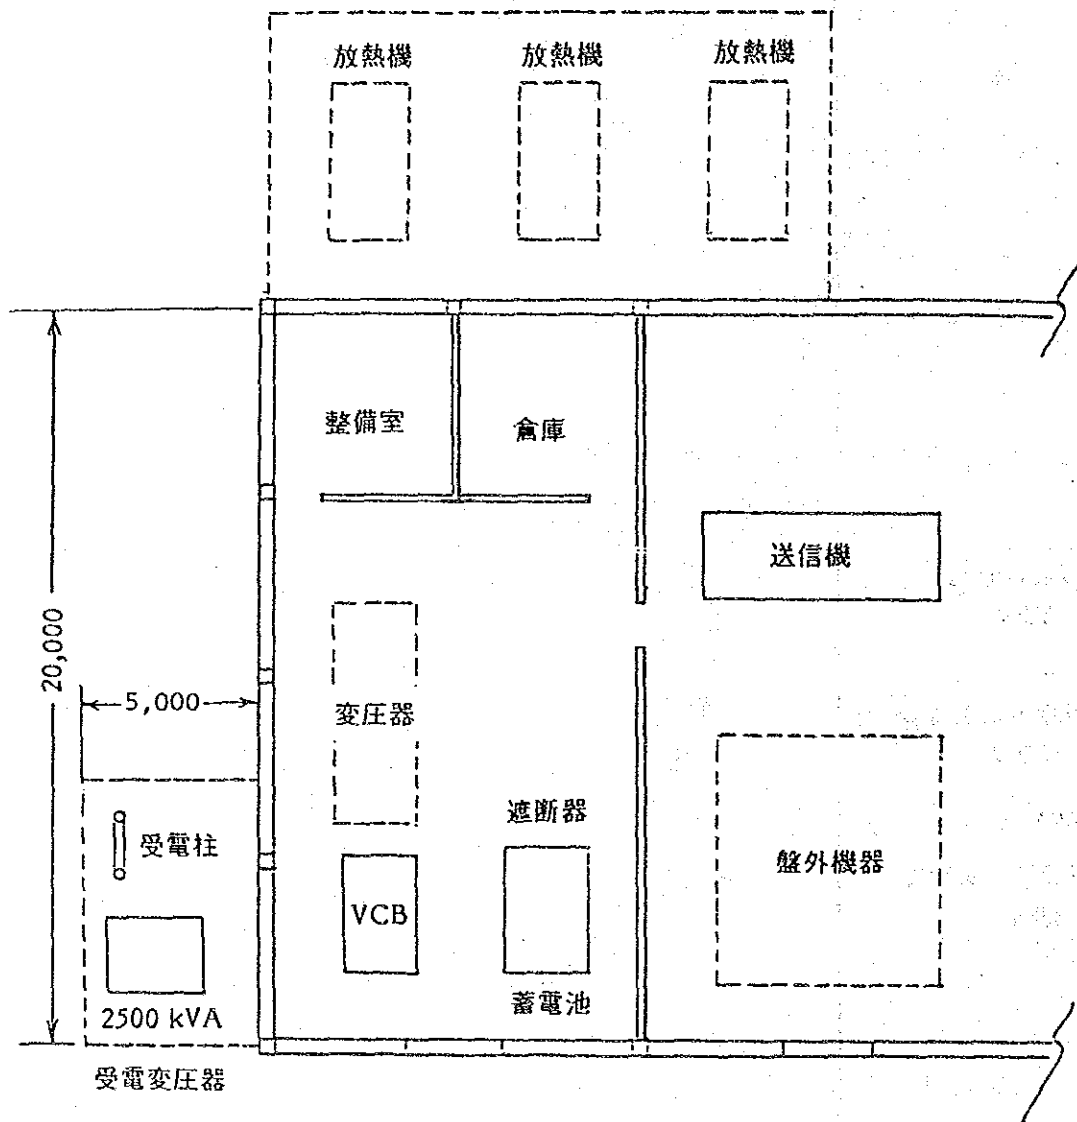 放熱機
放熱機
放熱機
整備室
倉庫
送信機
20,000
5,000
変圧器
遮断器
受電柱
盤外機器
VCB
2500 kVA
蓄電池
受電変圧器